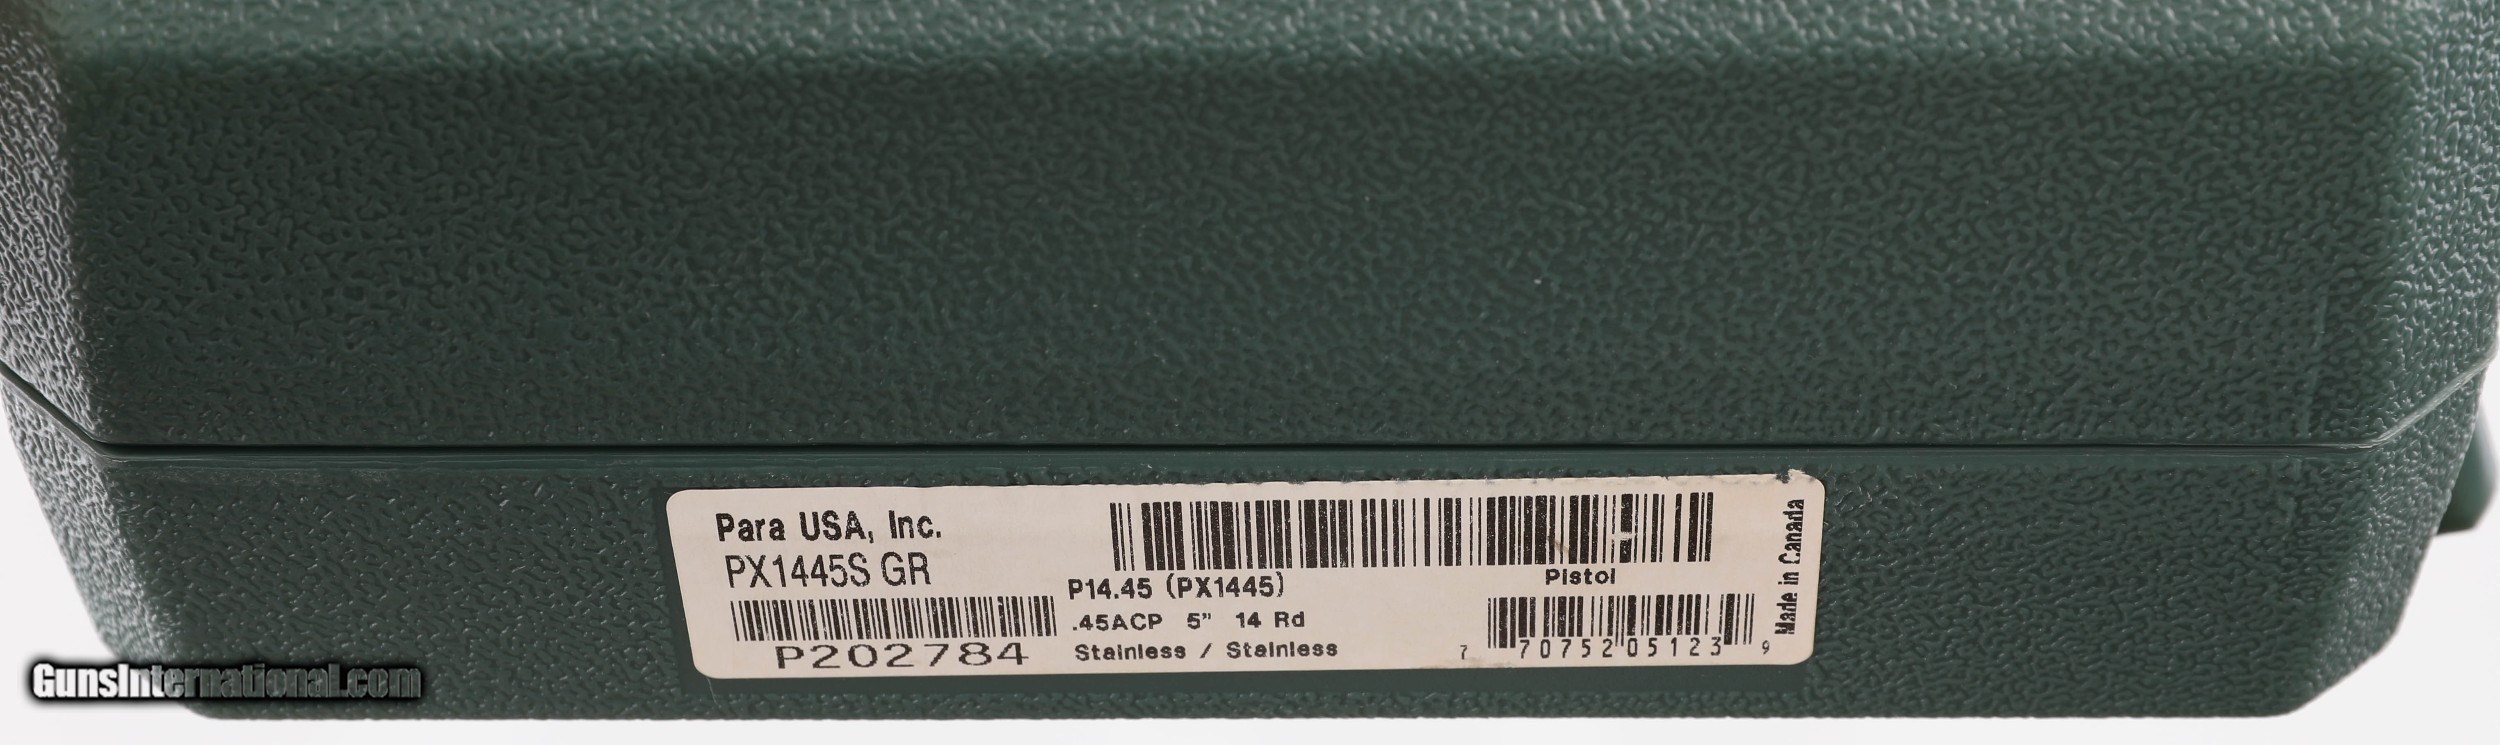 Para USA, Inc.
PX1445S GR
P202784
P14.45 (PX1445)
.45ACP 5" 14 Rd
Stainless / Stainless
Pistol
7 70752 05123 9
Made in Canada
GunsInternational.com